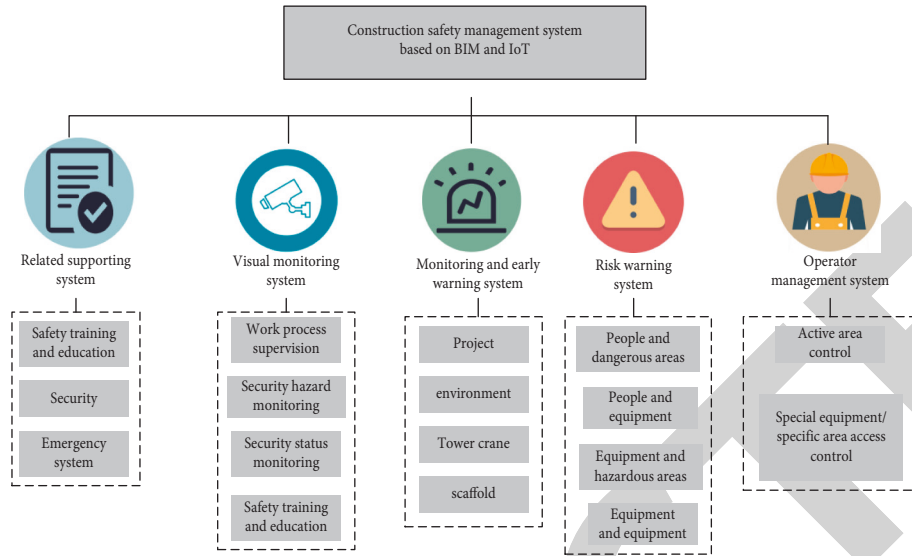 Construction safety management system
based on BIM and IoT
Related supporting
system
Safety training
and education
Security
Emergency
system
Visual monitoring
system
Work process
supervision
Security hazard
monitoring
Security status
monitoring
Safety training
and education
Monitoring and early
warning system
Project
environment
Tower crane
scaffold
Risk warning
system
People and
dangerous areas
People and
equipment
Equipment and
hazardous areas
Equipment
and equipment
Operator
management system
Active area
control
Special equipment/
specific area access
control